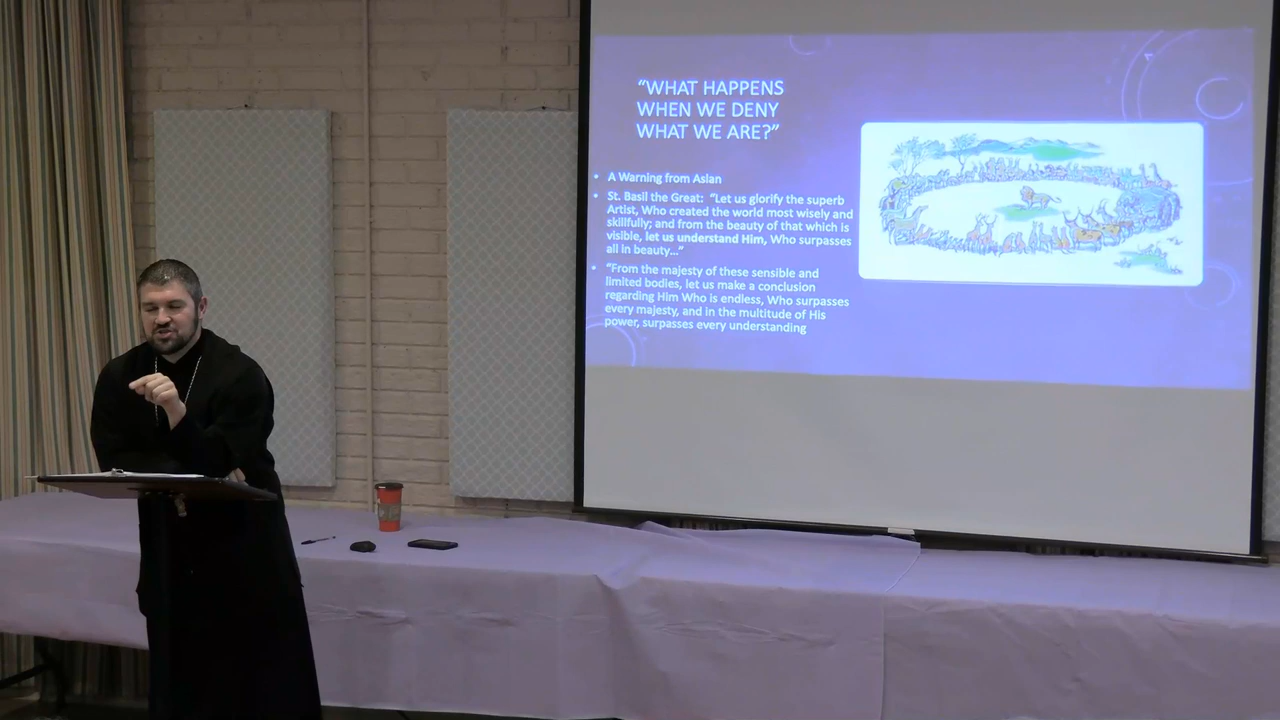 “WHAT HAPPENS
WHEN WE DENY
WHAT WE ARE?”
• A Warning from Aslan
• St. Basil the Great: “Let us glorify the superb
Artist, Who created the world most wisely and
skillfully; and from the beauty of that which is
visible, let us understand Him, Who surpasses
all in beauty…”
• “From the majesty of these sensible and
limited bodies, let us make a conclusion
regarding Him Who is endless, Who surpasses
every majesty, and in the multitude of His
power, surpasses every understanding